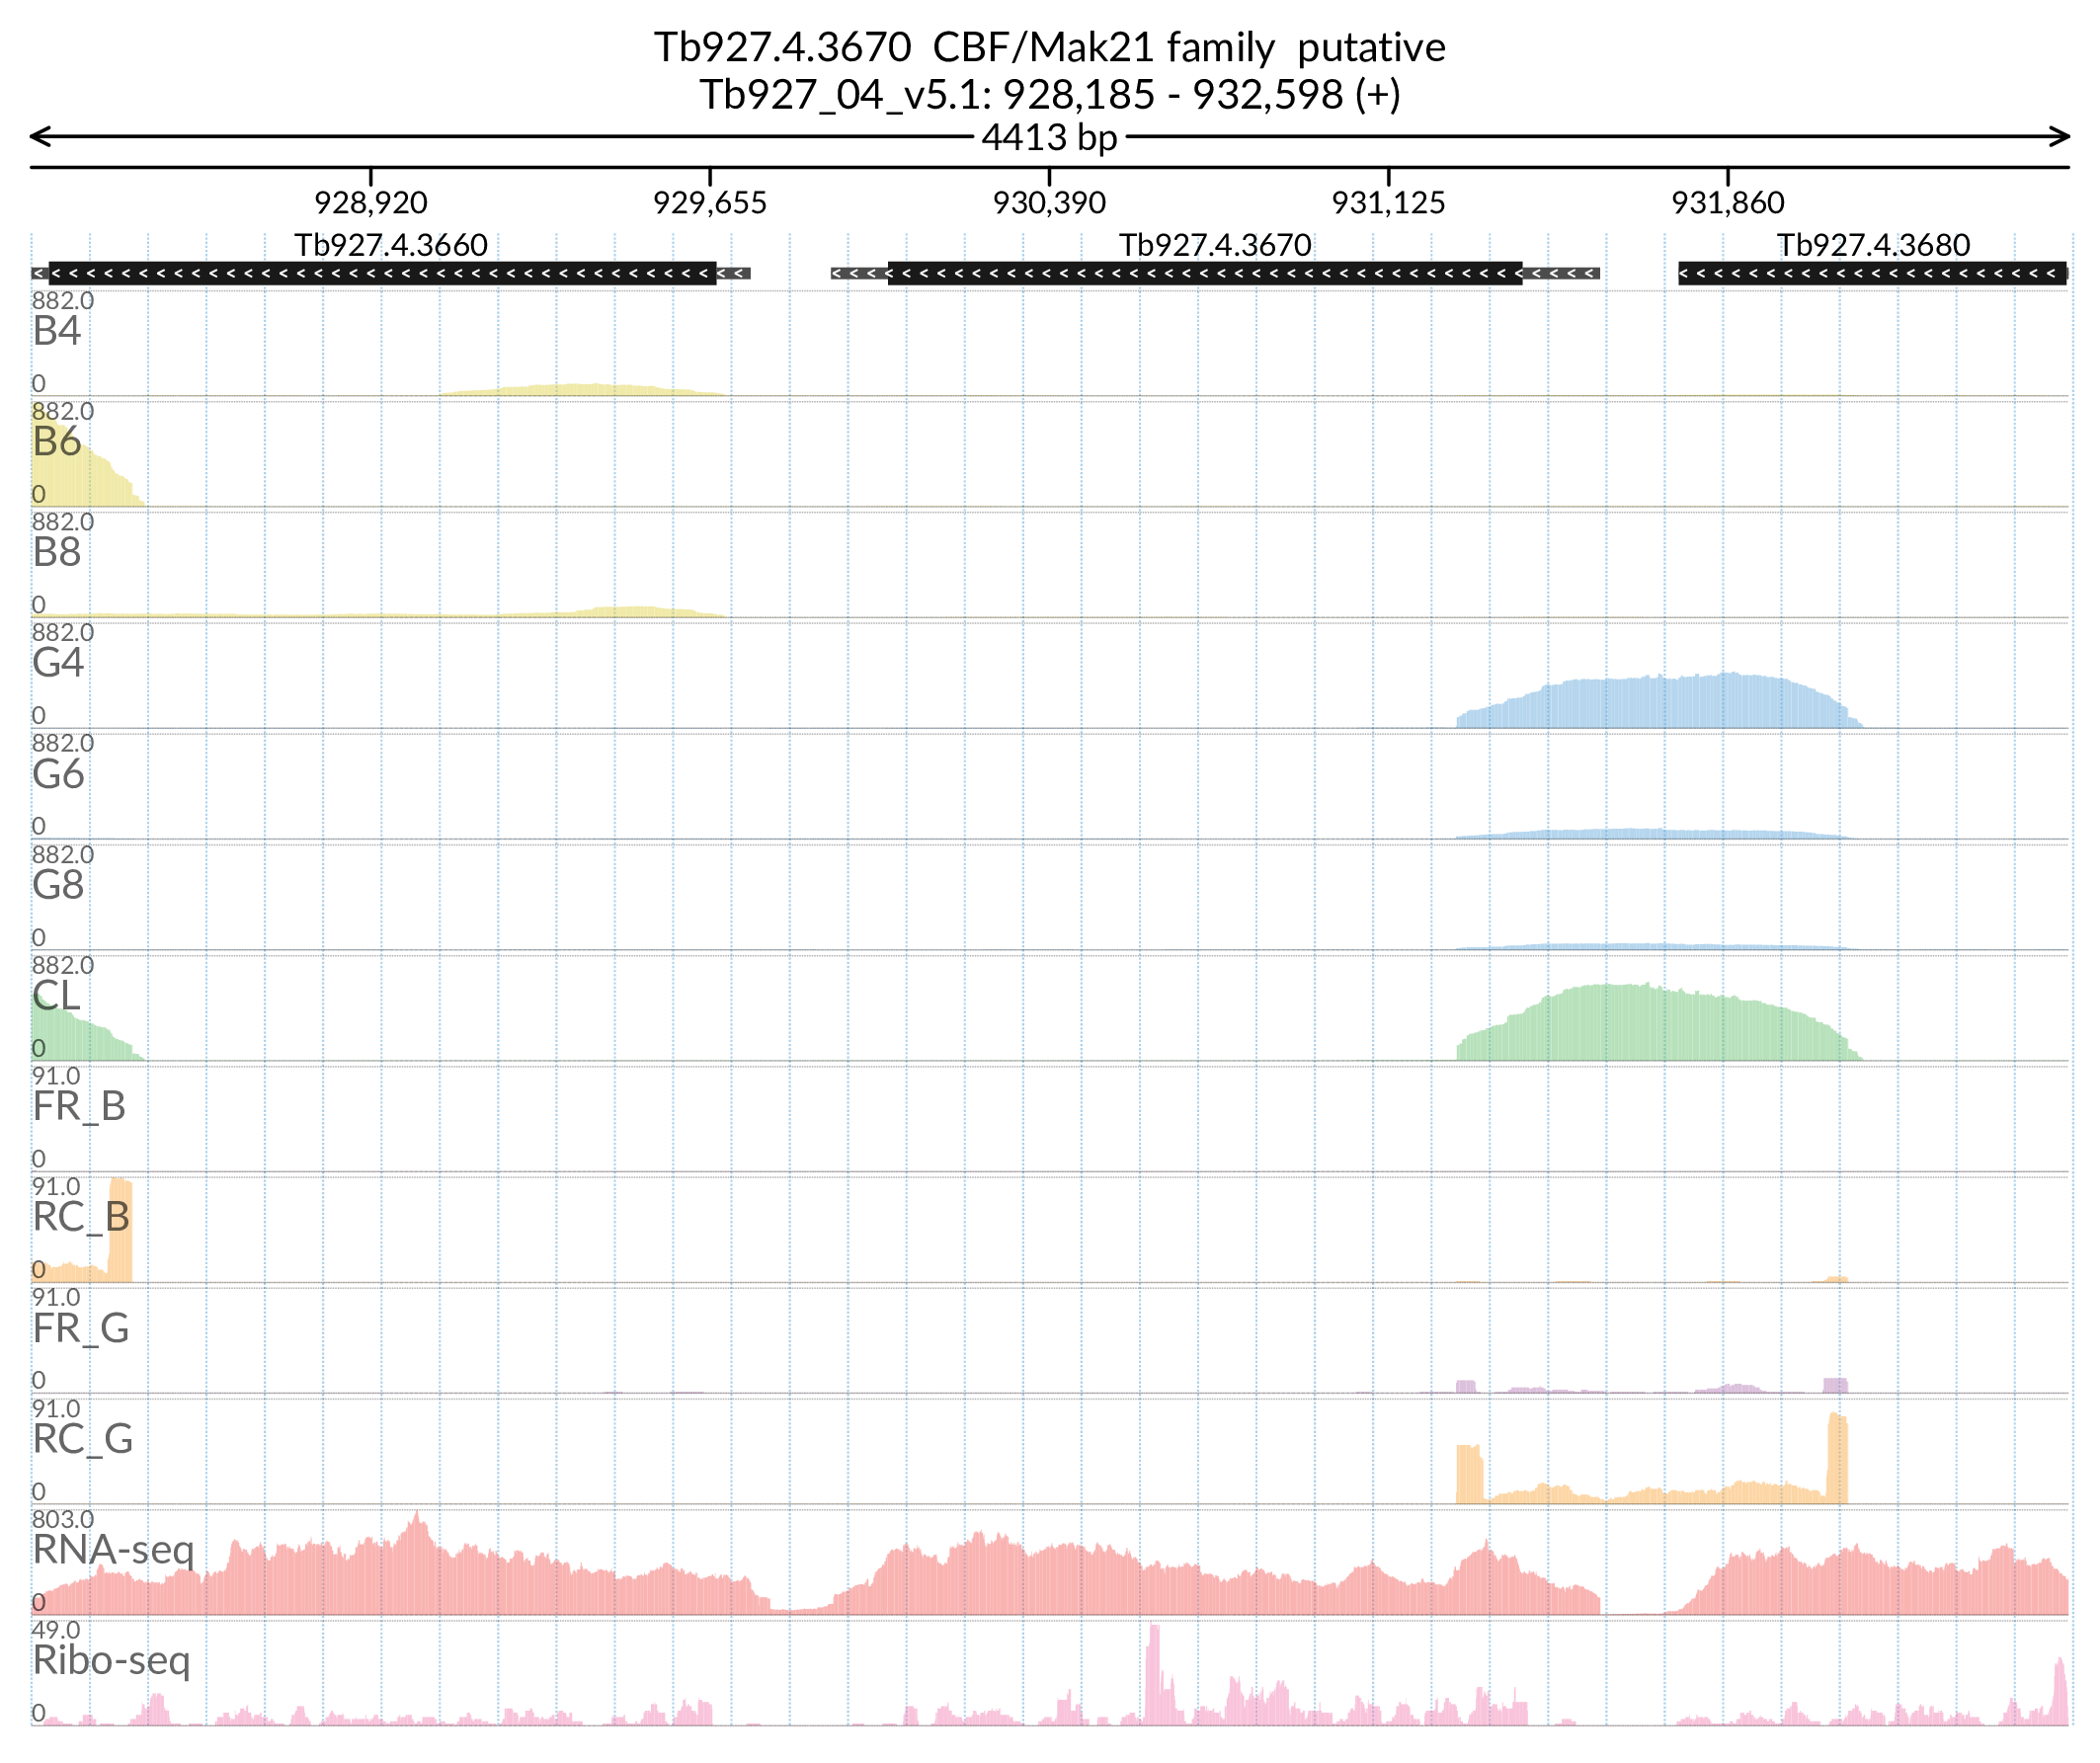 Tb927.4.3670 CBF/Mak21 family putative
Tb927_04_v5.1: 928,185 - 932,598 (+)
4413 bp
928,920 929,655 930,390 931,125 931,860
Tb927.4.3660 Tb927.4.3670 Tb927.4.3680
882.0
B4
0
882.0
B6
0
882.0
B8
0
882.0
G4
0
882.0
G6
0
882.0
G8
0
882.0
CL
0
91.0
FR_B
0
91.0
RC_B
0
91.0
FR_G
0
91.0
RC_G
0
803.0
RNA-seq
0
49.0
Ribo-seq
0